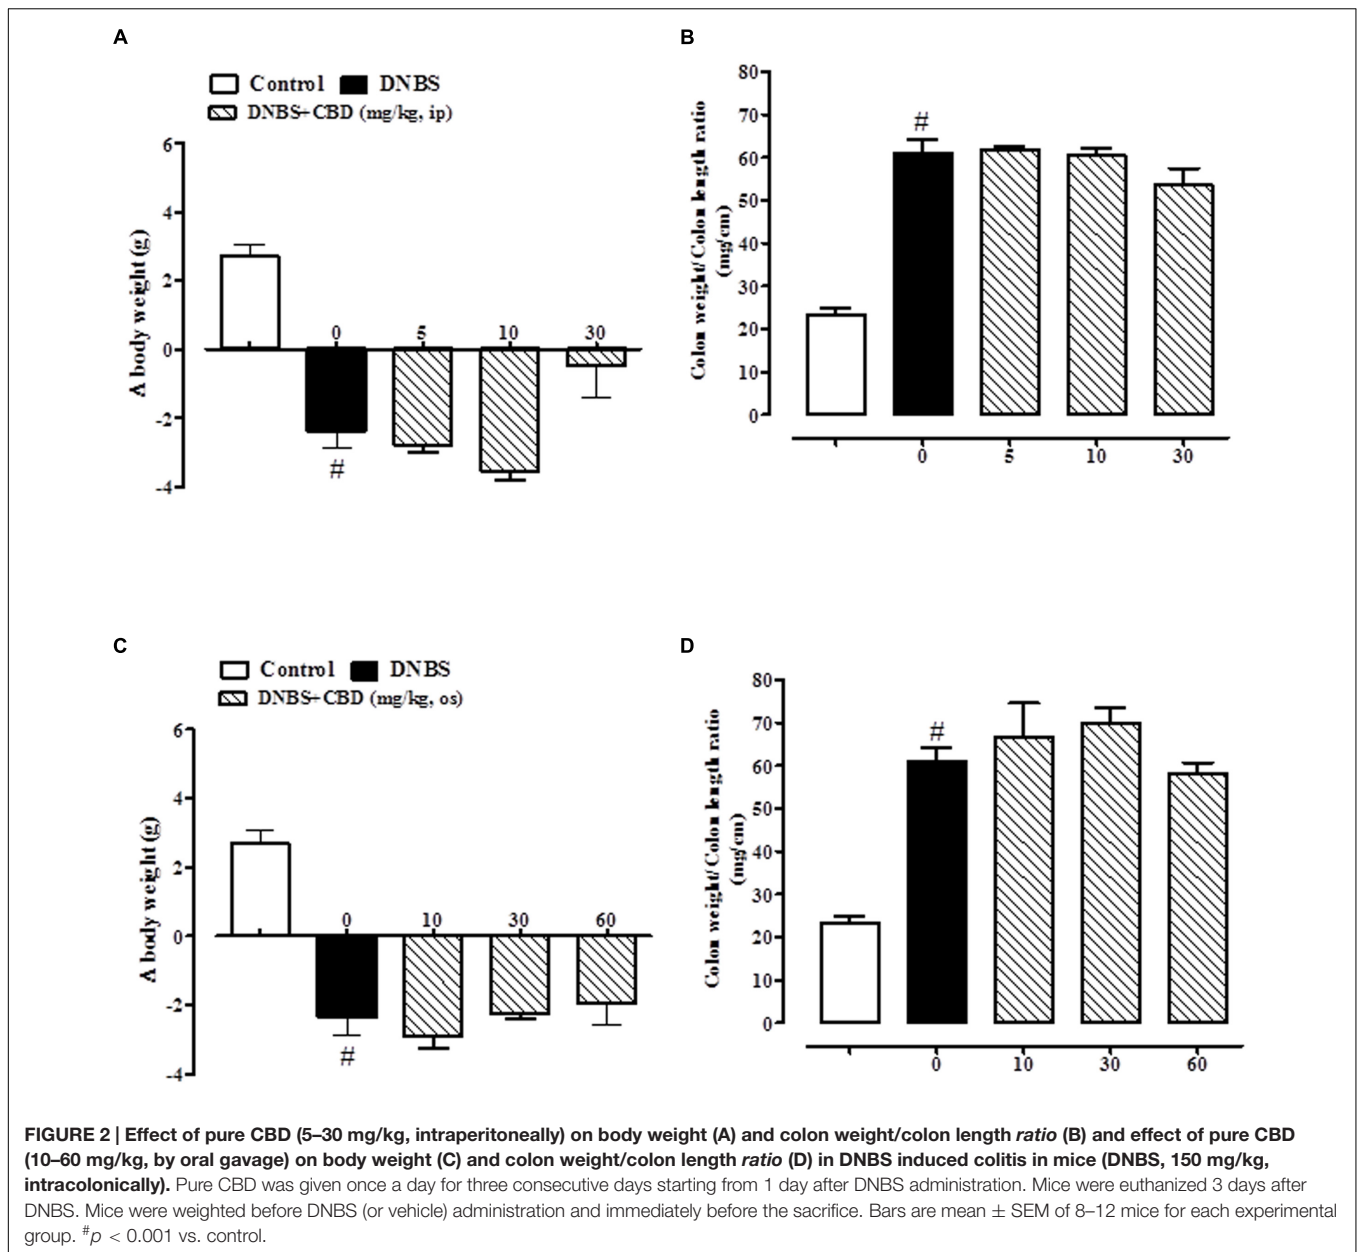 A
Control DNBS
DNBS+CBD (mg/kg, ip)
6
4
2
0
-2
-4
Δ body weight (g)
0 5 10 30
#
B
80
70
60
50
40
30
20
10
0
Colon weight/Colon length ratio
(mg/cm)
#
0 5 10 30
C
Control DNBS
DNBS+CBD (mg/kg, os)
6
4
2
0
-2
-4
Δ body weight (g)
0 10 30 60
#
D
80
70
60
50
40
30
20
10
0
Colon weight/Colon length ratio
(mg/cm)
#
0 10 30 60
FIGURE 2 | Effect of pure CBD (5–30 mg/kg, intraperitoneally) on body weight (A) and colon weight/colon length ratio (B) and effect of pure CBD
(10–60 mg/kg, by oral gavage) on body weight (C) and colon weight/colon length ratio (D) in DNBS induced colitis in mice (DNBS, 150 mg/kg,
intracolonically). Pure CBD was given once a day for three consecutive days starting from 1 day after DNBS administration. Mice were euthanized 3 days after
DNBS. Mice were weighted before DNBS (or vehicle) administration and immediately before the sacrifice. Bars are mean ± SEM of 8–12 mice for each experimental
group. #p < 0.001 vs. control.